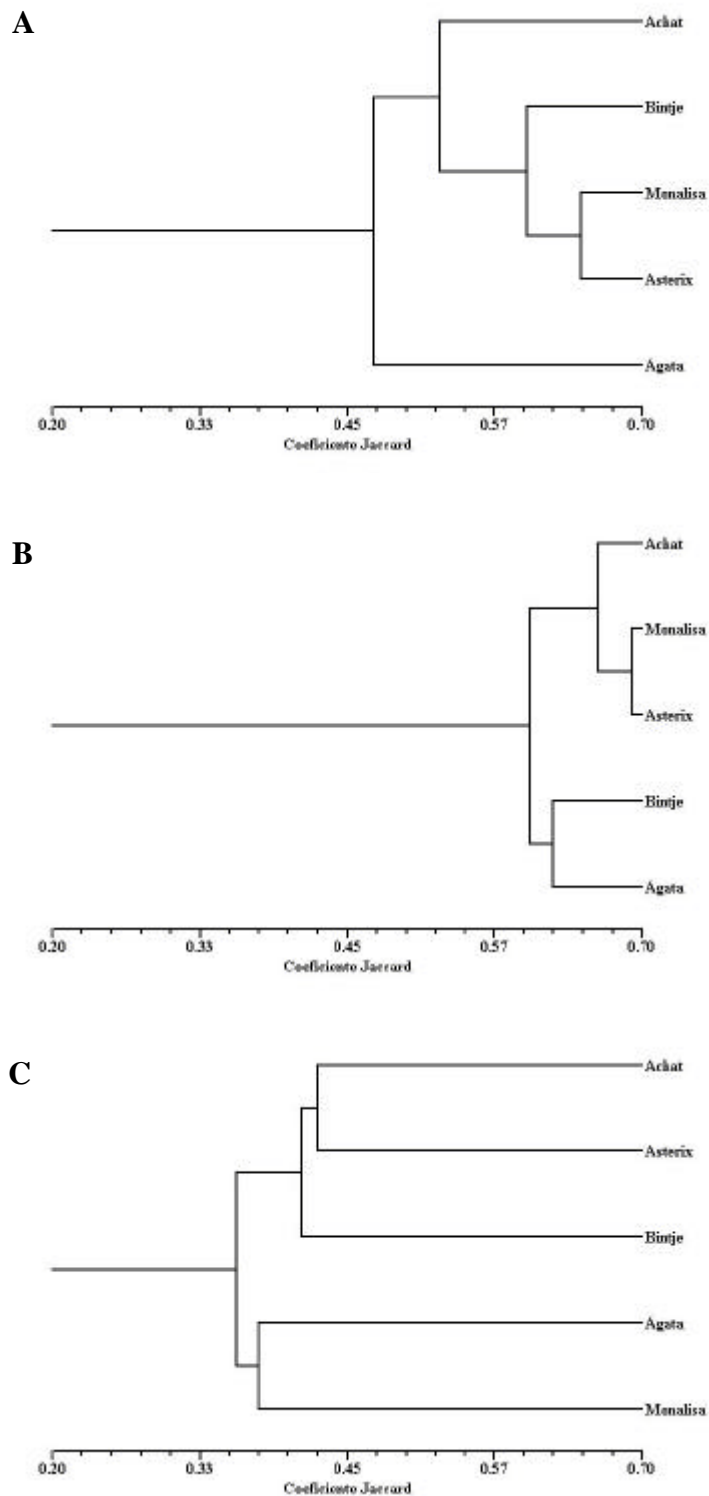 A
Achat
Bintje
Monalisa
Asterix
Agata
0.20 0.33 0.45 0.57 0.70
Coeficiente Jaccard
B
Achat
Monalisa
Asterix
Bintje
Agata
0.20 0.33 0.45 0.57 0.70
Coeficiente Jaccard
C
Achat
Asterix
Bintje
Agata
Monalisa
0.20 0.33 0.45 0.57 0.70
Coeficiente Jaccard